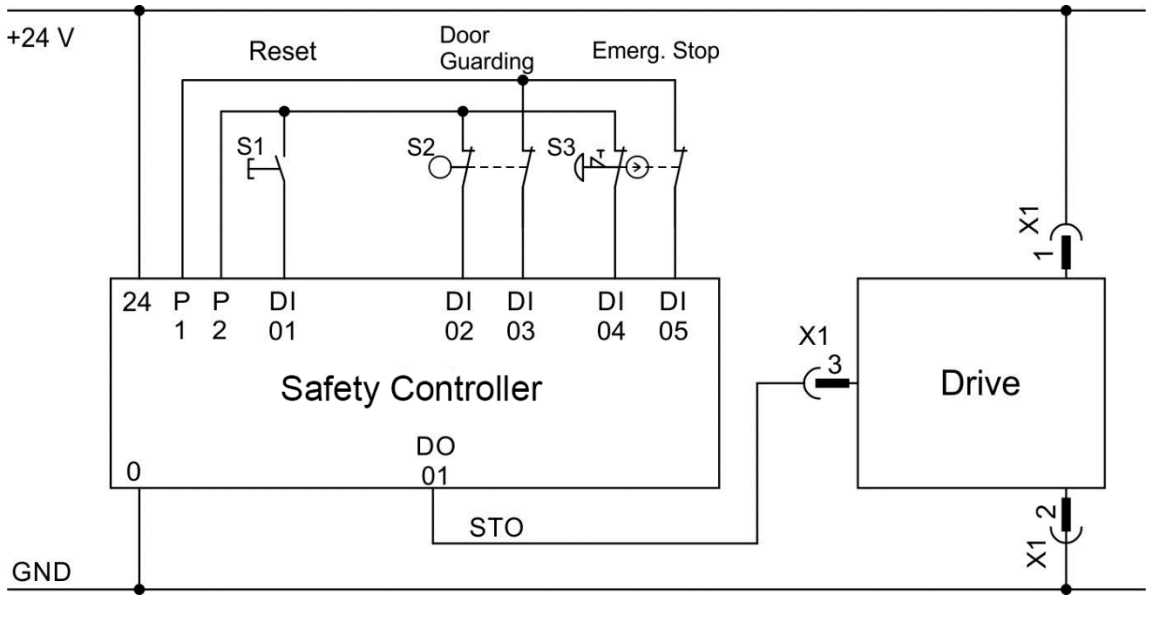 +24 V
Reset
Door
Guarding
Emerg. Stop
S1
S2
S3
X1
1
24 P P DI DI DI DI DI
1 2 01 02 03 04 05
X1
3
Safety Controller
Drive
DO
0 01
STO
2
X1
GND